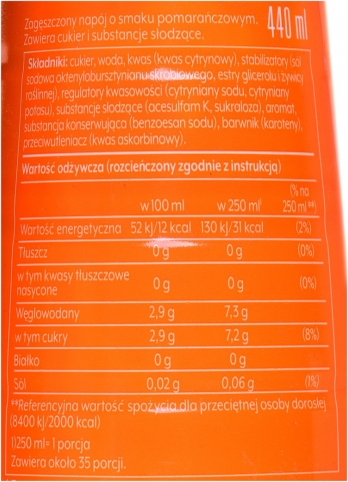 Zagęszczony napój o smaku pomarańczowym.
Zawiera cukier i substancje słodzące.
440 ml
Składniki: cukier, woda, kwas (kwas cytrynowy), stabilizatory (sól
sodowa oktenylobursztynianu skrobiowego, estry glicerolu i żywicy
roślinnej), regulatory kwasowości (cytryniany sodu, cytryniany
potasu), substancje słodzące (acesulfam K, sukraloza), aromat,
substancja konserwująca (benzoesan sodu), barwnik (karoteny),
przeciwutleniacz (kwas askorbinowy).
Wartość odżywcza (rozcieńczony zgodnie z instrukcją)
w 100 ml w 250 ml¹ (% na 250 ml**)
Wartość energetyczna 52 kJ/12 kcal 130 kJ/31 kcal (2%)
Tłuszcz 0 g 0 g (0%)
w tym kwasy tłuszczowe
nasycone 0 g 0 g (0%)
Węglowodany 2,9 g 7,3 g
w tym cukry 2,9 g 7,2 g (8%)
Białko 0 g 0 g
Sól 0,02 g 0,06 g (1%)
**Referencyjna wartość spożycia dla przeciętnej osoby dorosłej
(8400 kJ/2000 kcal)
1)250 ml= 1 porcja
Zawiera około 35 porcji.